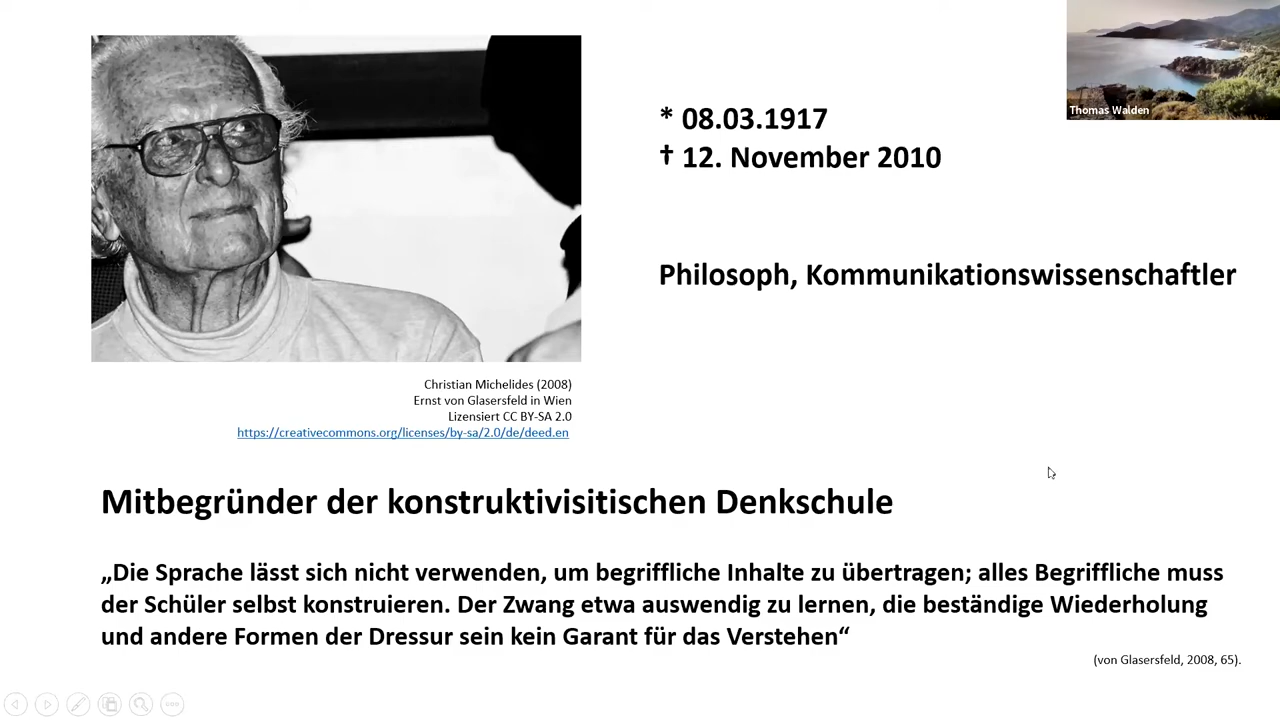 Thomas Walden
* 08.03.1917
† 12. November 2010
Philosoph, Kommunikationswissenschaftler
Christian Michelides (2008)
Ernst von Glasersfeld in Wien
Lizensiert CC BY-SA 2.0
https://creativecommons.org/licenses/by-sa/2.0/de/deed.en
Mitbegründer der konstruktivisitischen Denkschule
„Die Sprache lässt sich nicht verwenden, um begriffliche Inhalte zu übertragen; alles Begriffliche muss
der Schüler selbst konstruieren. Der Zwang etwa auswendig zu lernen, die beständige Wiederholung
und andere Formen der Dressur sein kein Garant für das Verstehen“
(von Glasersfeld, 2008, 65).